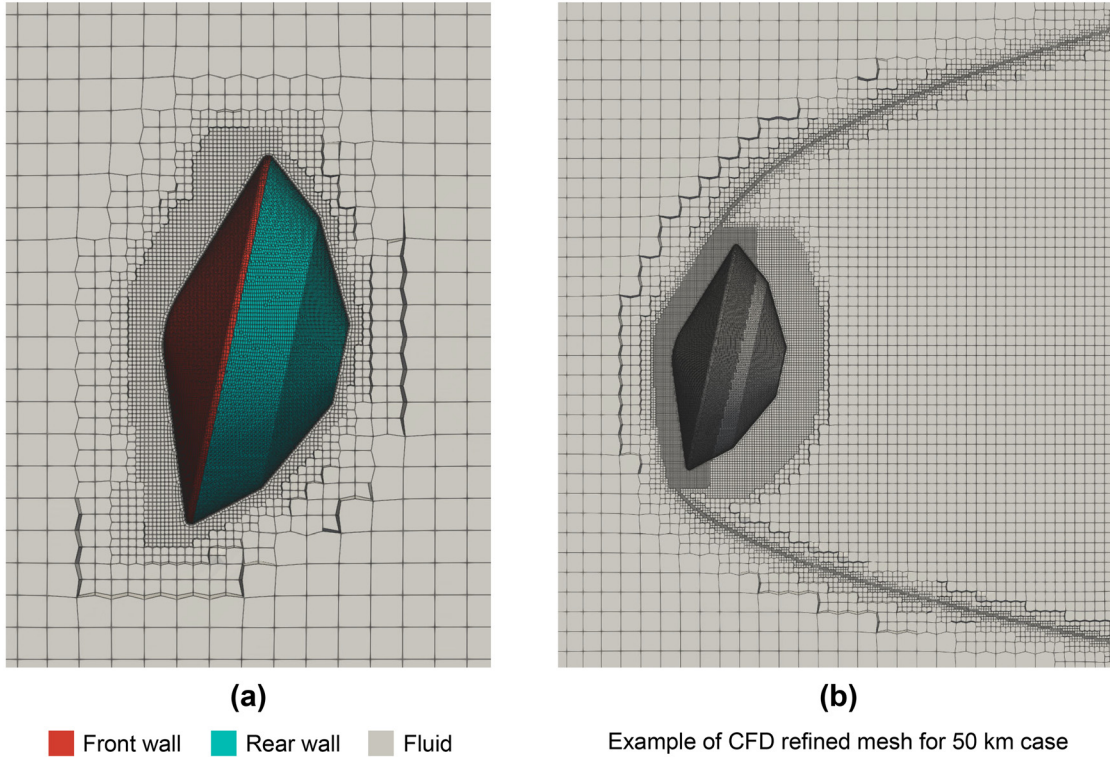 (a)
(b)
Front wall Rear wall Fluid
Example of CFD refined mesh for 50 km case